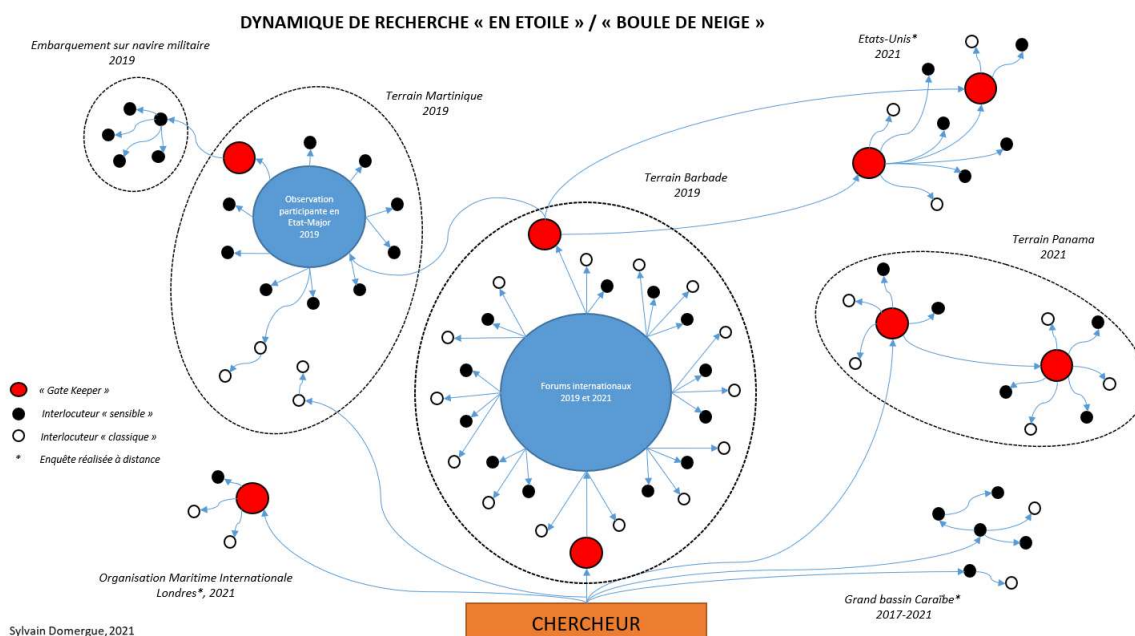 DYNAMIQUE DE RECHERCHE « EN ETOILE » / « BOULE DE NEIGE »
Embarquement sur navire militaire
2019
Terrain Martinique
2019
Etats-Unis*
2021
Terrain Barbade
2019
Observation
participante en
Etat-Major
2019
Terrain Panama
2021
Forums internationaux
2019 et 2021
« Gate Keeper »
Interlocuteur « sensible »
Interlocuteur « classique »
* Enquête réalisée à distance
Organisation Maritime Internationale
Londres*, 2021
Grand bassin Caraïbe*
2017-2021
CHERCHEUR
Sylvain Domergue, 2021